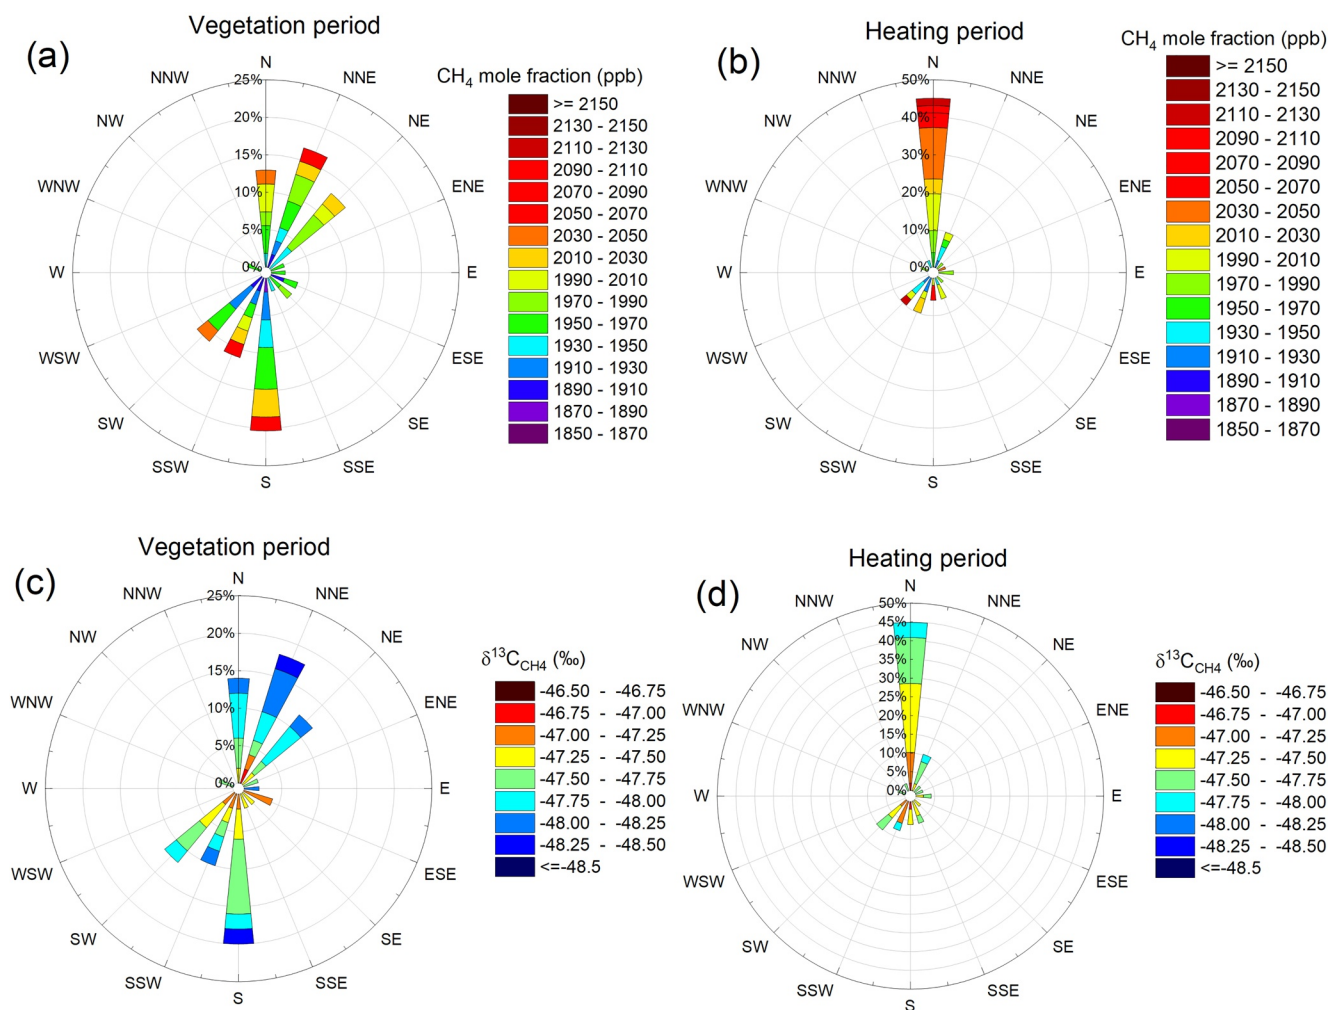 Vegetation period
(a)
N
NNE
NE
ENE
E
ESE
SE
SSE
S
SSW
SW
WSW
W
WNW
NW
NNW
25%
20%
15%
10%
5%
0%
CH4 mole fraction (ppb)
>= 2150
2130 - 2150
2110 - 2130
2090 - 2110
2070 - 2090
2050 - 2070
2030 - 2050
2010 - 2030
1990 - 2010
1970 - 1990
1950 - 1970
1930 - 1950
1910 - 1930
1890 - 1910
1870 - 1890
1850 - 1870
Heating period
(b)
N
NNE
NE
ENE
E
ESE
SE
SSE
S
SSW
SW
WSW
W
WNW
NW
NNW
50%
40%
30%
20%
10%
0%
CH4 mole fraction (ppb)
>= 2150
2130 - 2150
2110 - 2130
2090 - 2110
2070 - 2090
2050 - 2070
2030 - 2050
2010 - 2030
1990 - 2010
1970 - 1990
1950 - 1970
1930 - 1950
1910 - 1930
1890 - 1910
1870 - 1890
1850 - 1870
Vegetation period
(c)
N
NNE
NE
ENE
E
ESE
SE
SSE
S
SSW
SW
WSW
W
WNW
NW
NNW
25%
20%
15%
10%
5%
0%
δ13CCH4 (‰)
-46.50 - -46.75
-46.75 - -47.00
-47.00 - -47.25
-47.25 - -47.50
-47.50 - -47.75
-47.75 - -48.00
-48.00 - -48.25
-48.25 - -48.50
<=-48.5
Heating period
(d)
N
NNE
NE
ENE
E
ESE
SE
SSE
S
SSW
SW
WSW
W
WNW
NW
NNW
50%
45%
40%
35%
30%
25%
20%
15%
10%
5%
0%
δ13CCH4 (‰)
-46.50 - -46.75
-46.75 - -47.00
-47.00 - -47.25
-47.25 - -47.50
-47.50 - -47.75
-47.75 - -48.00
-48.00 - -48.25
-48.25 - -48.50
<=-48.5